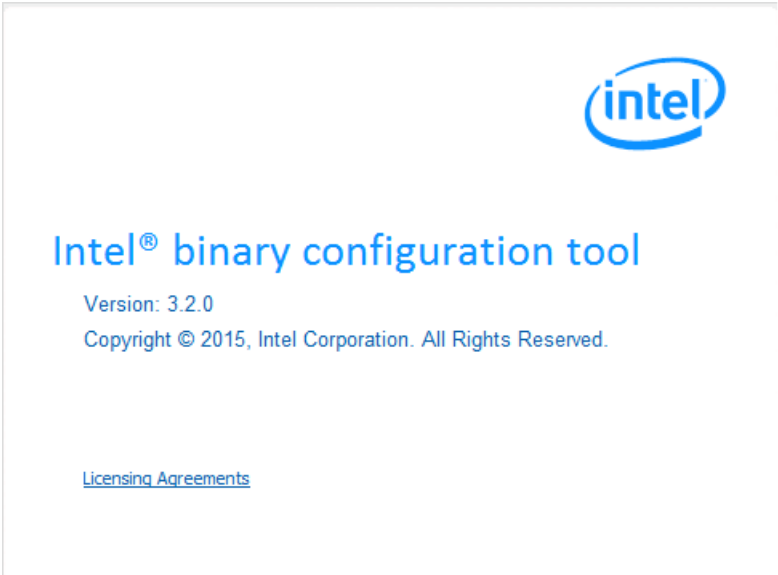 intel
Intel® binary configuration tool
Version: 3.2.0
Copyright © 2015, Intel Corporation. All Rights Reserved.
Licensing Agreements